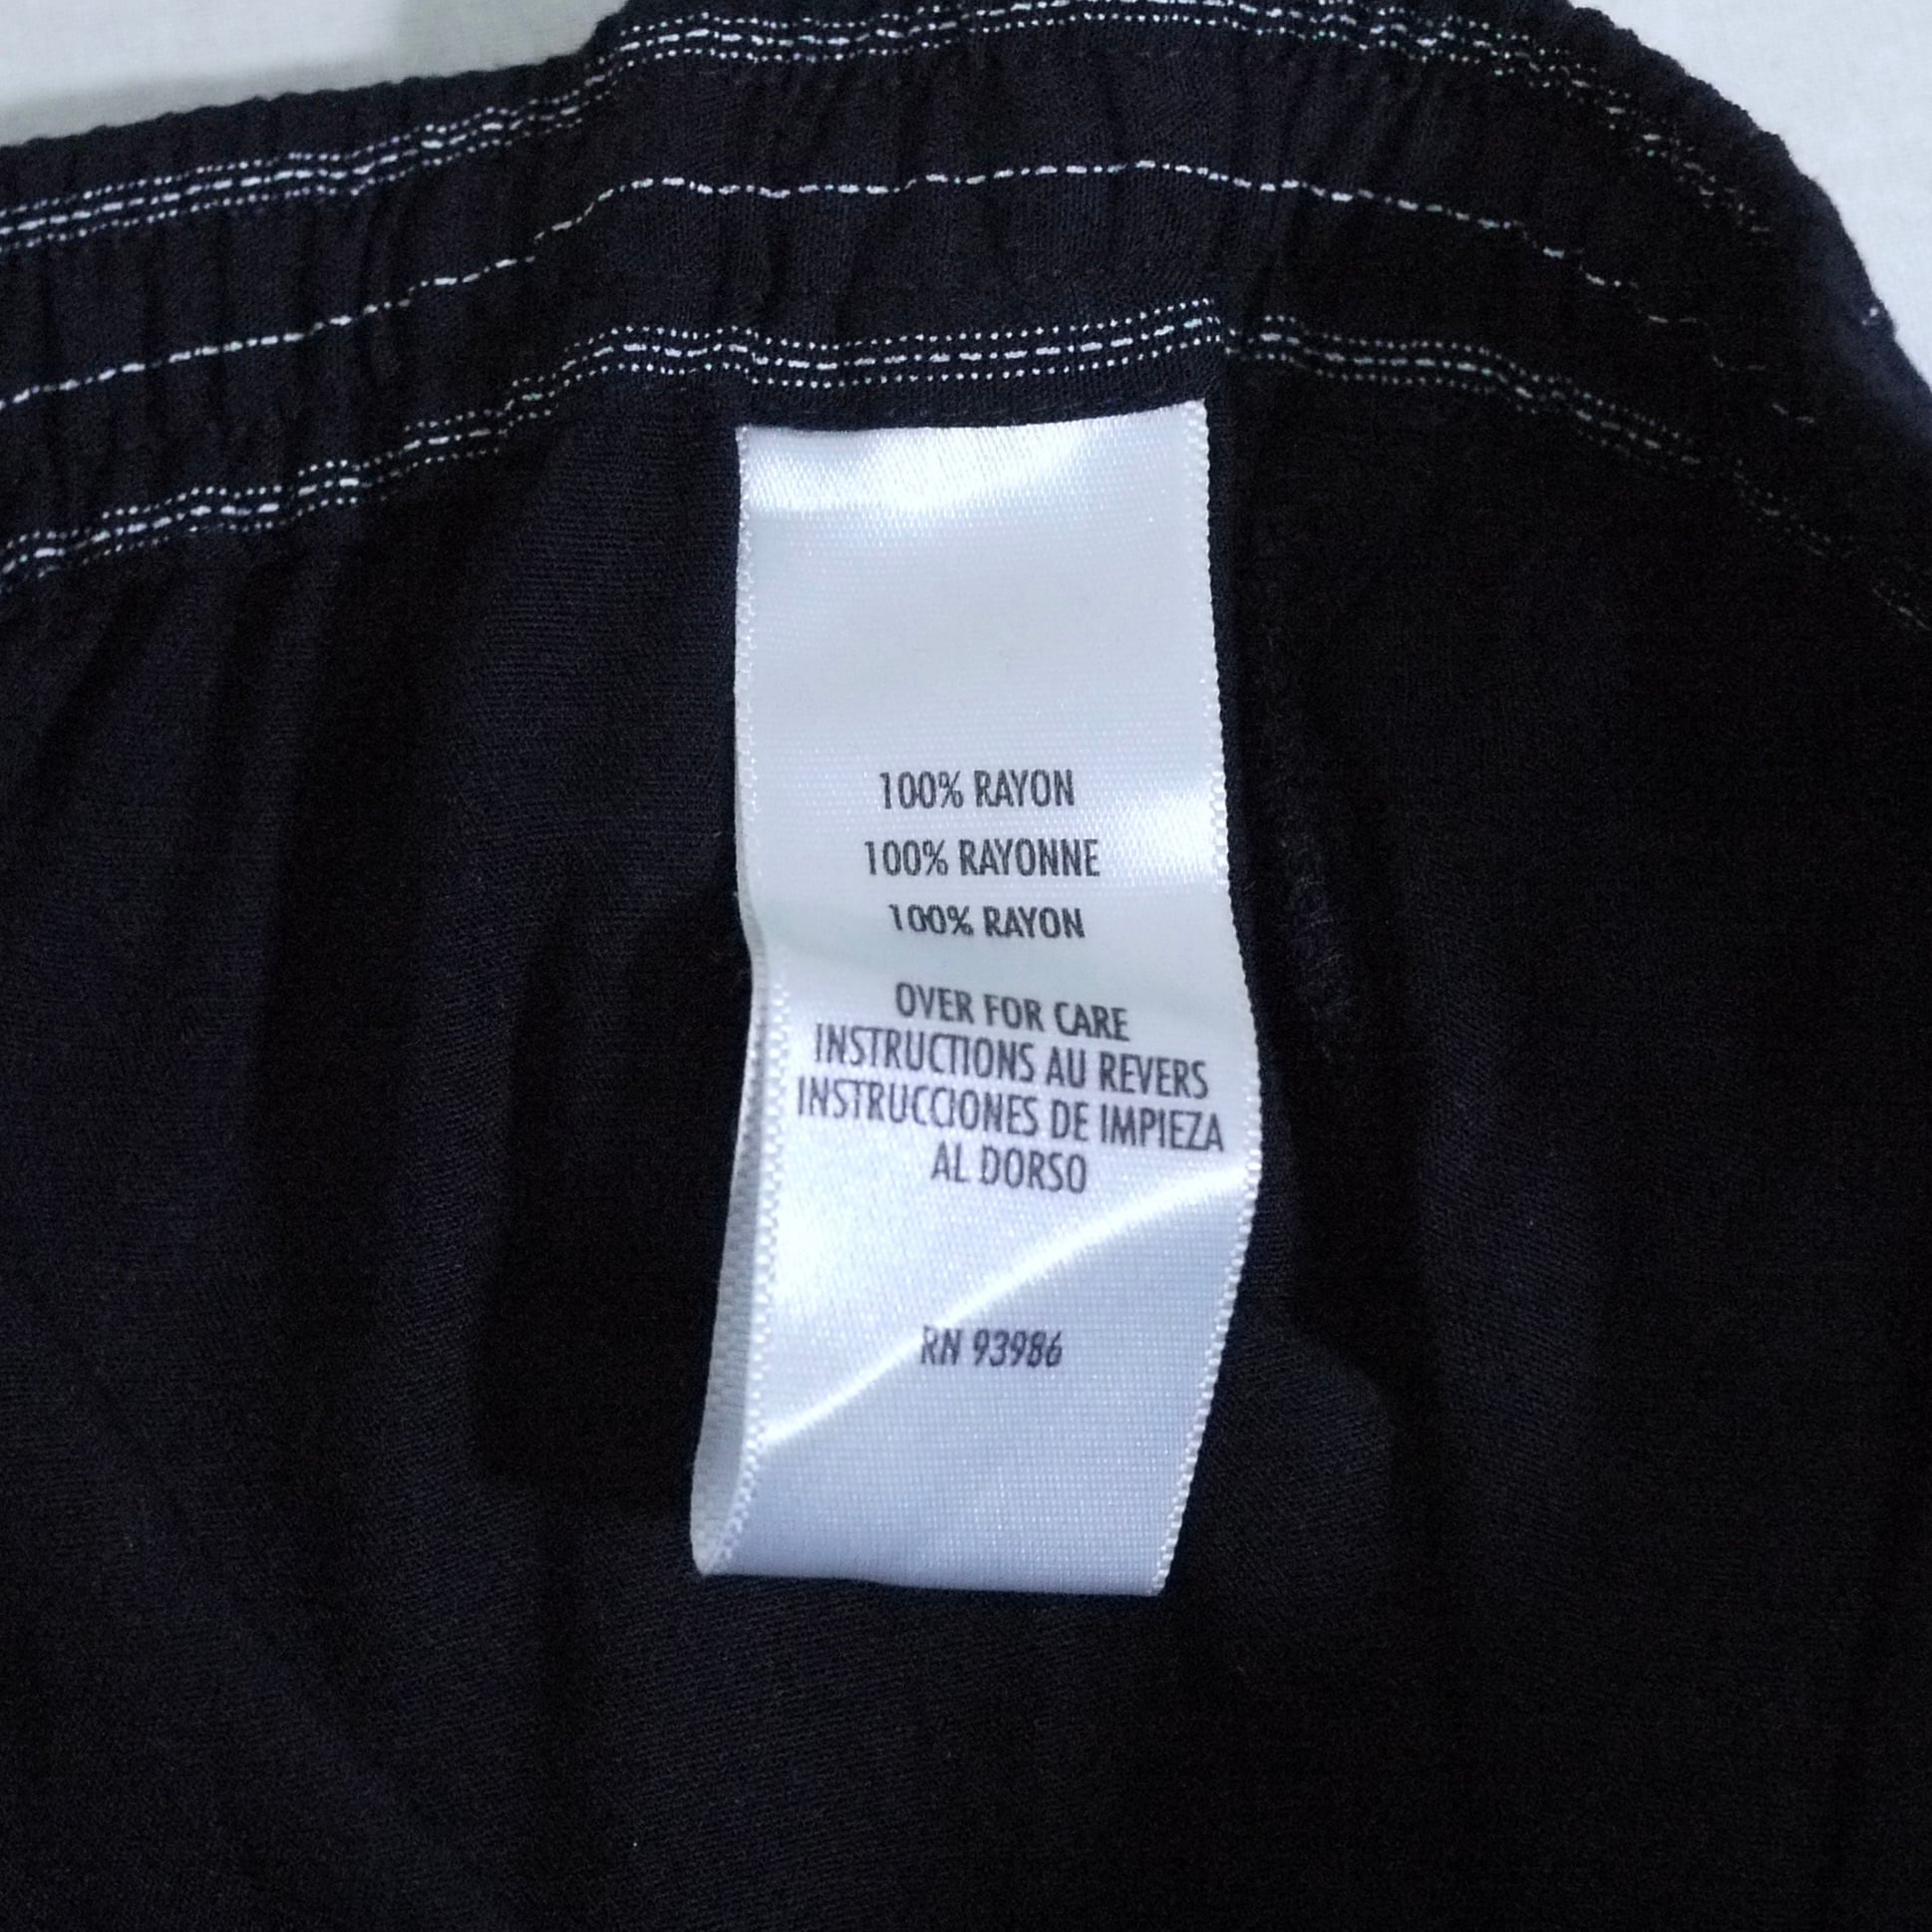 100% RAYON
100% RAYONNE
100% RAYON
OVER FOR CARE
INSTRUCTIONS AU REVERS
INSTRUCCIONES DE IMPIEZA
AL DORSO
RN 93986